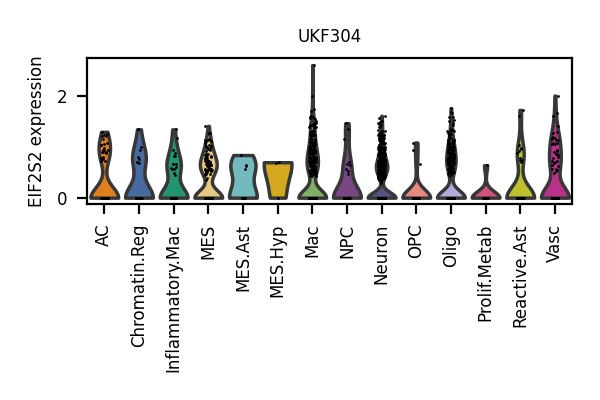 UKF304
EIF2S2 expression
2
0
AC
Chromatin.Reg
Inflammatory.Mac
MES
MES.Ast
MES.Hyp
Mac
NPC
Neuron
OPC
Oligo
Prolif.Metab
Reactive.Ast
Vasc